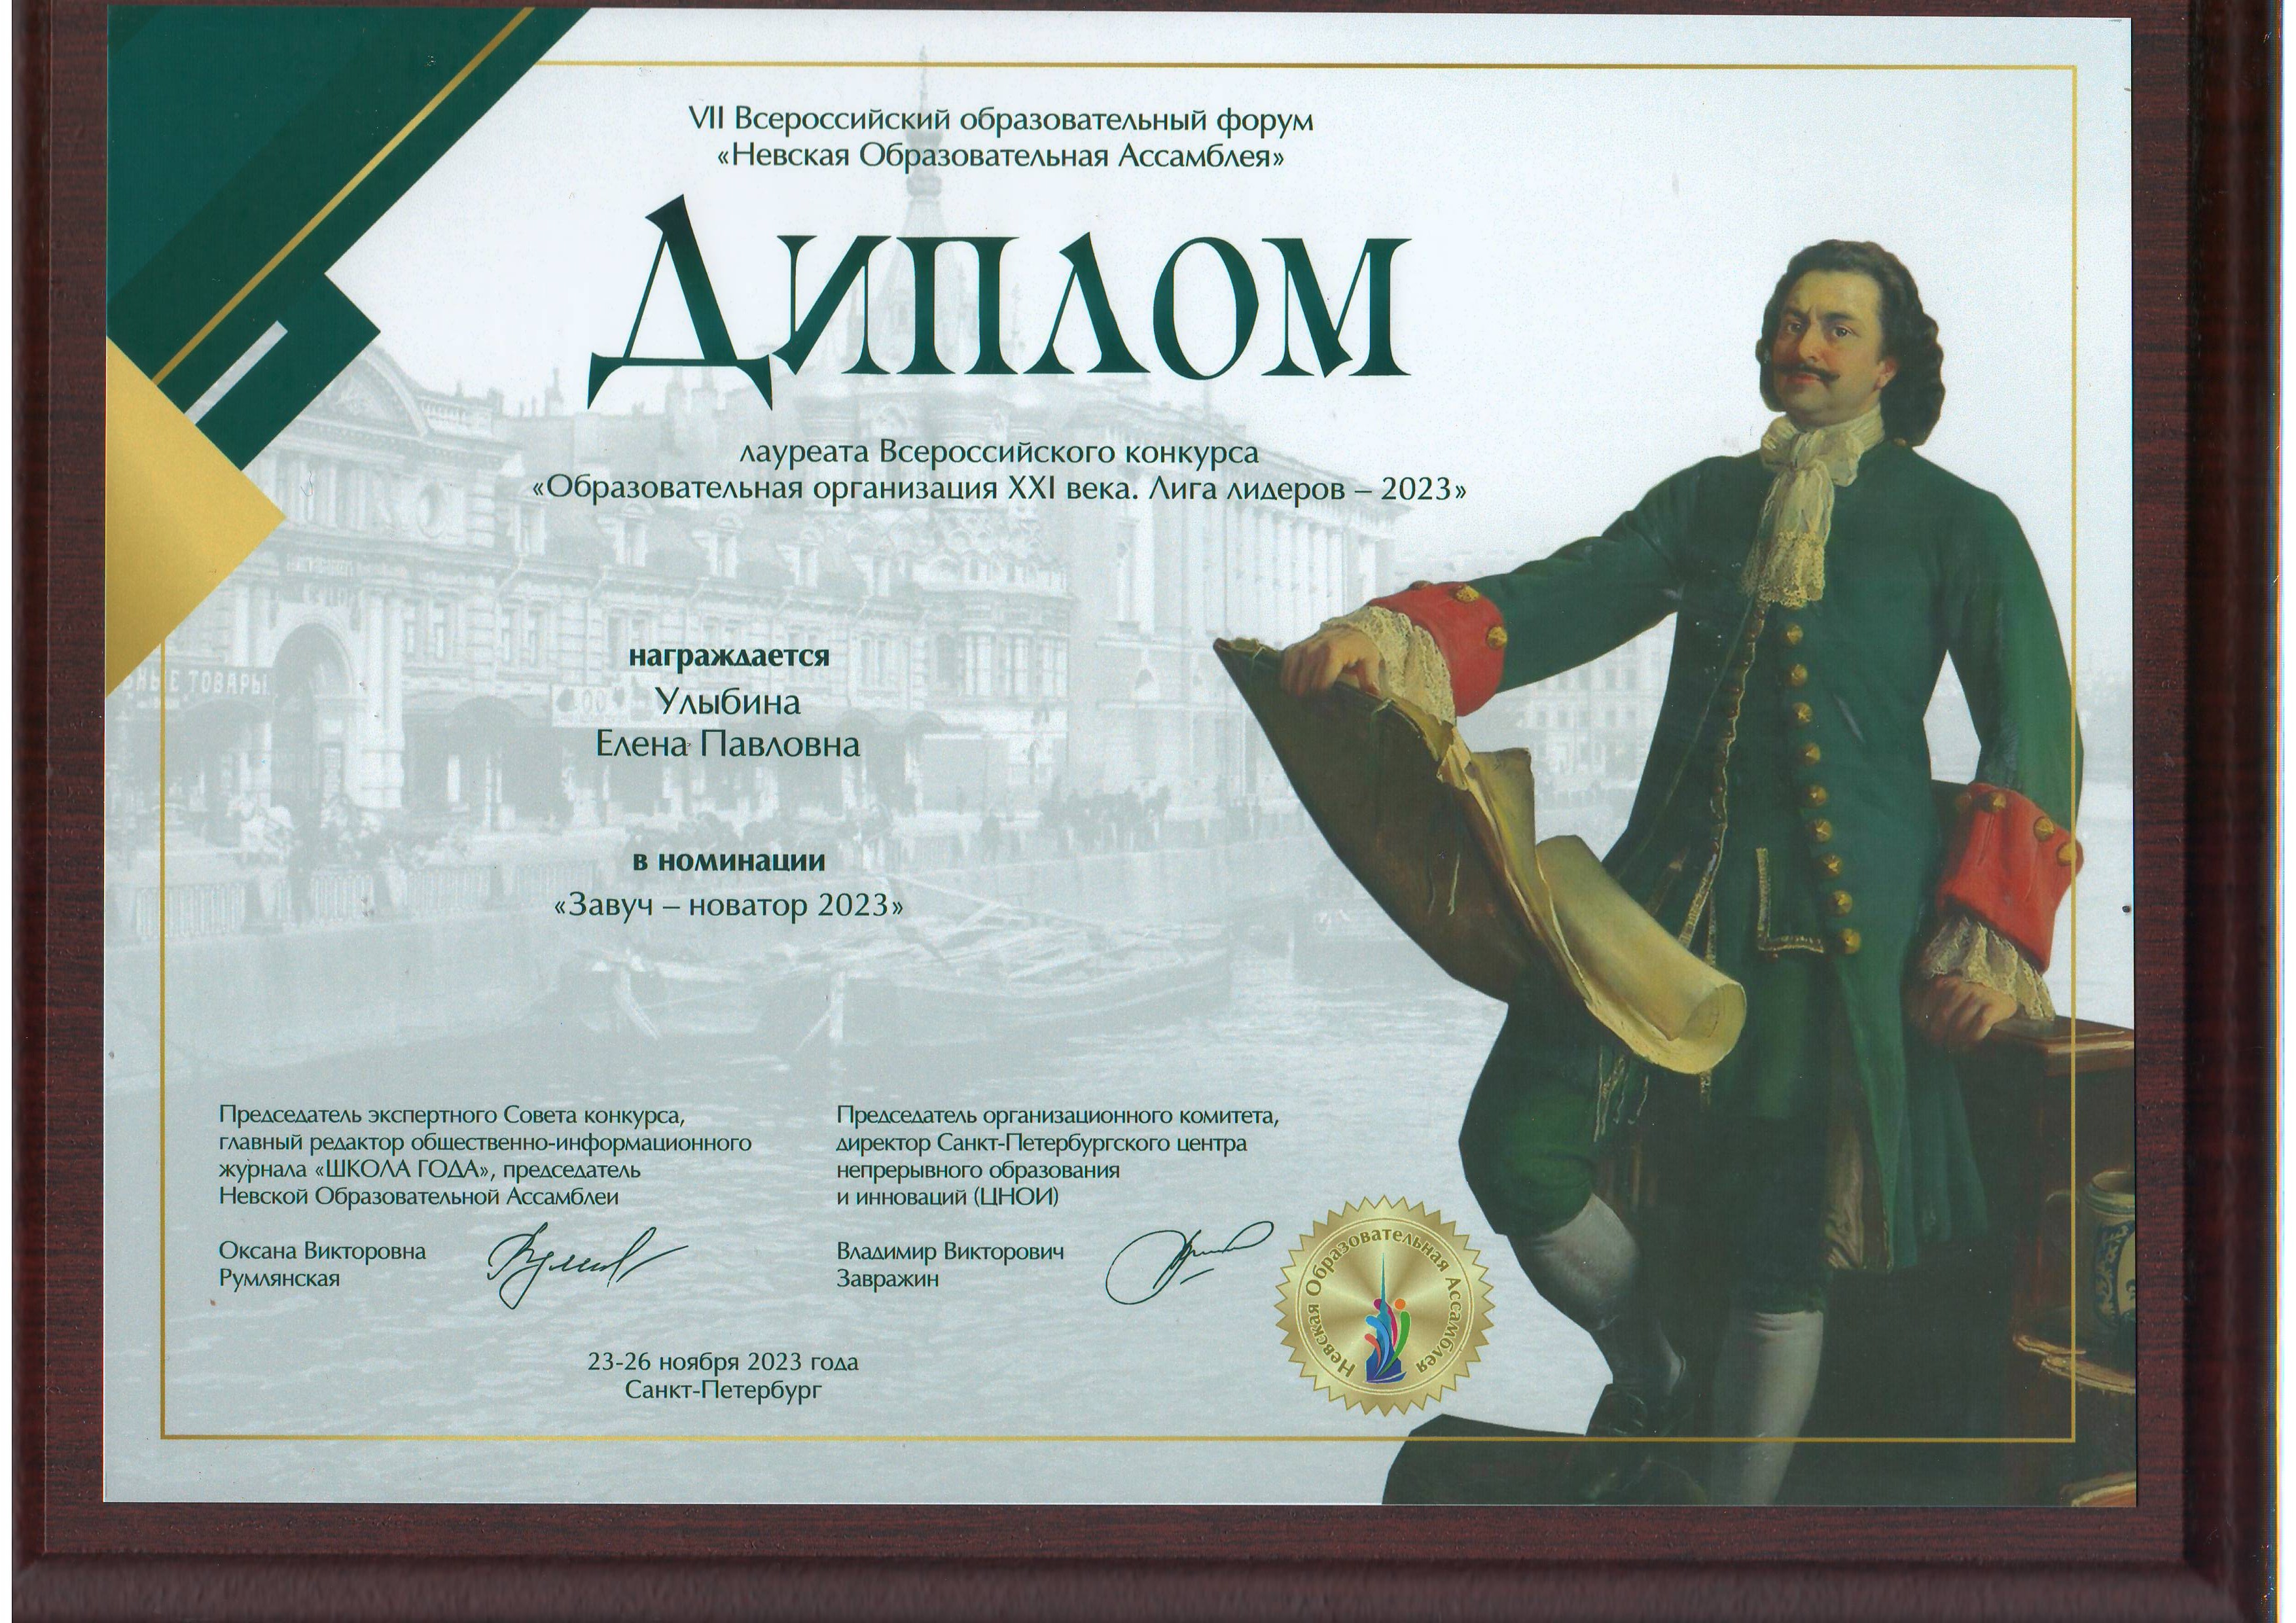 VII Всероссийский образовательный форум
«Невская Образовательная Ассамблея»
ДИПЛОМ
лауреата Всероссийского конкурса
«Образовательная организация XXI века. Лига лидеров – 2023»
награждается
Улыбина
Елена Павловна
в номинации
«Завуч – новатор 2023»
Председатель экспертного Совета конкурса,
главный редактор общественно-информационного
журнала «ШКОЛА ГОДА», председатель
Невской Образовательной Ассамблеи
Оксана Викторовна
Румлянская
Председатель организационного комитета,
директор Санкт-Петербургского центра
непрерывного образования
и инноваций (ЦНОИ)
Владимир Викторович
Завражин
Невская Образовательная Ассамблея
23-26 ноября 2023 года
Санкт-Петербург
ТОВАРЫ